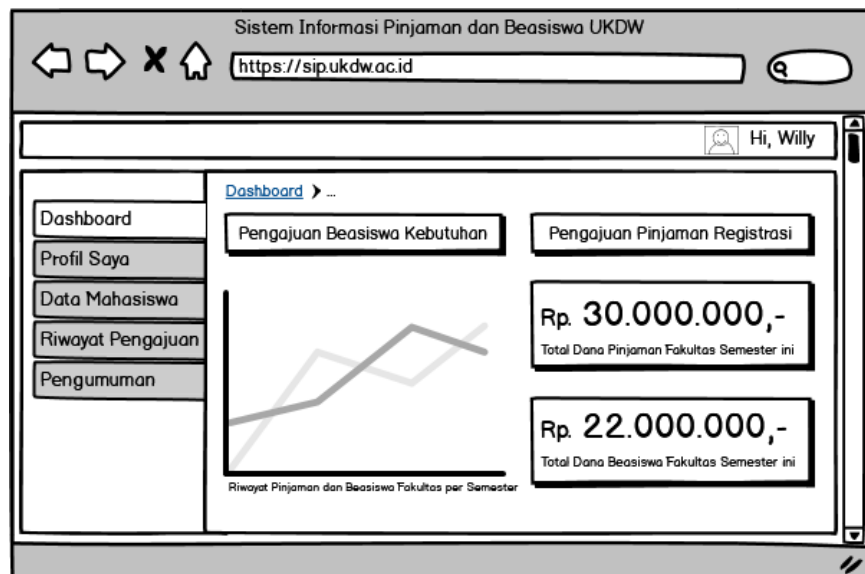 Sistem Informasi Pinjaman dan Beasiswa UKDW
https://sip.ukdw.ac.id
Hi, Willy
Dashboard
Profil Saya
Data Mahasiswa
Riwayat Pengajuan
Pengumuman
Dashboard > ...
Pengajuan Beasiswa Kebutuhan
Pengajuan Pinjaman Registrasi
Riwayat Pinjaman dan Beasiswa Fakultas per Semester
Rp. 30.000.000,-
Total Dana Pinjaman Fakultas Semester ini
Rp. 22.000.000,-
Total Dana Beasiswa Fakultas Semester ini